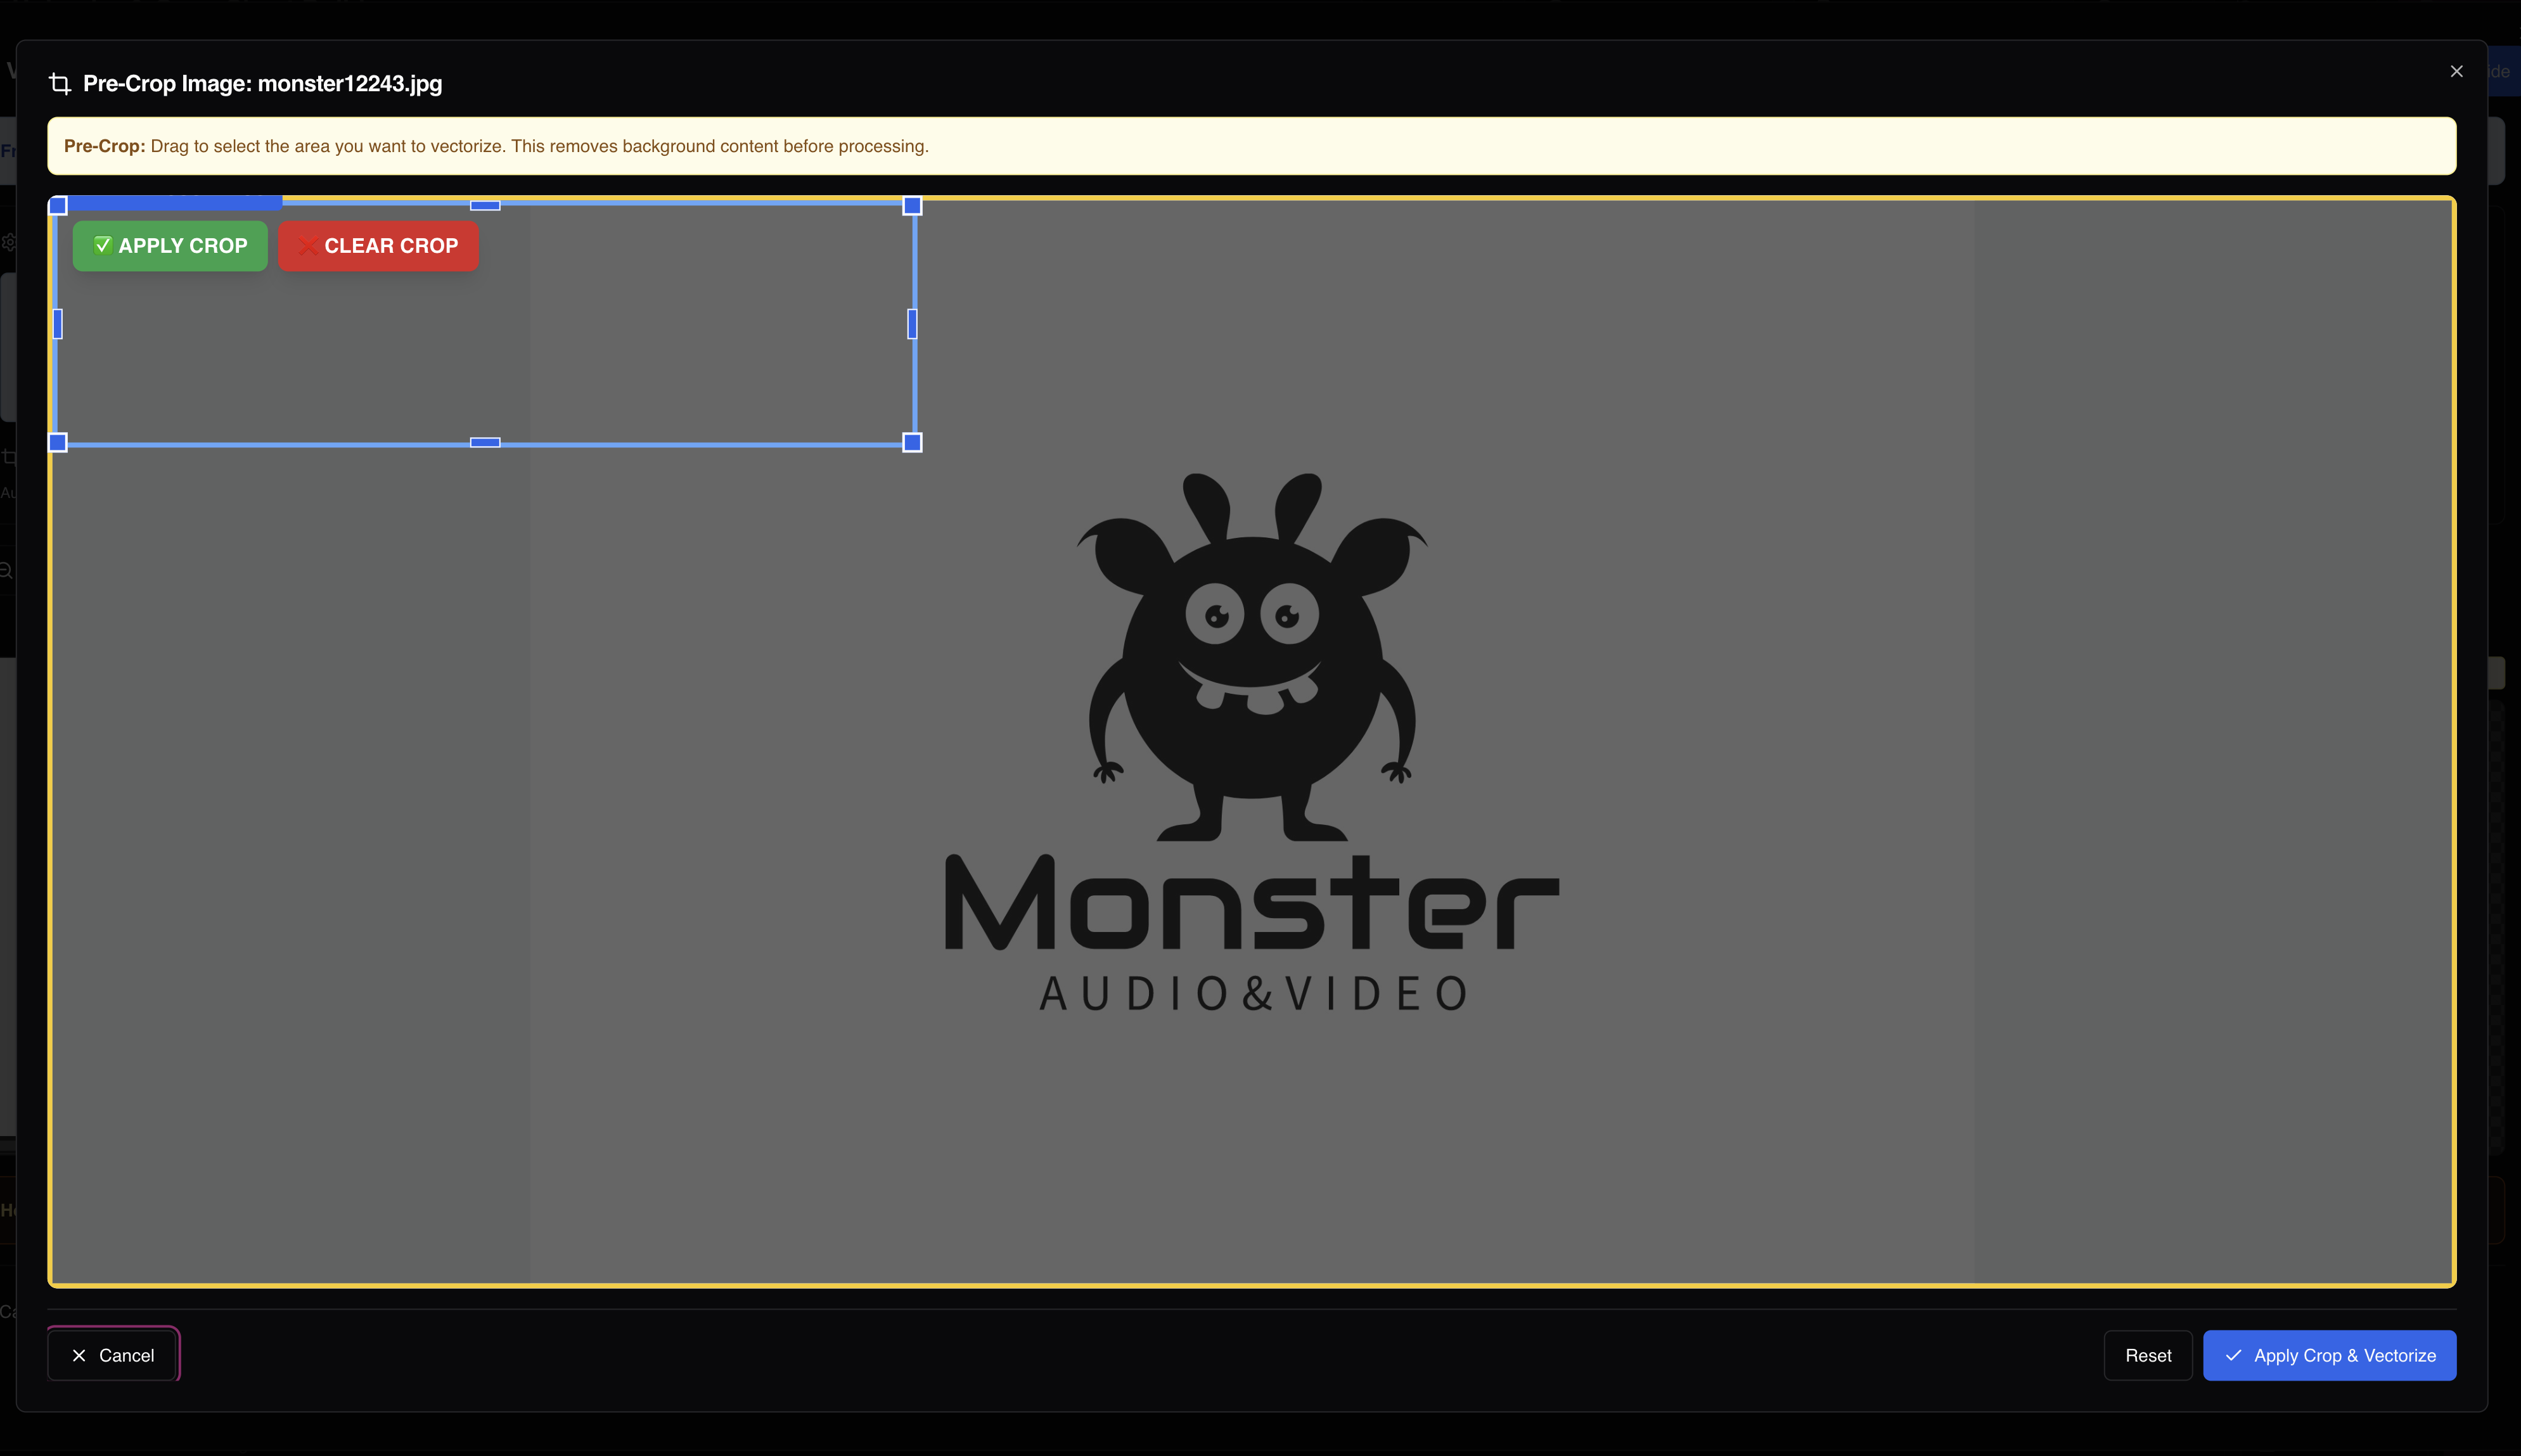 Pre-Crop Image: monster12243.jpg
Pre-Crop: Drag to select the area you want to vectorize. This removes background content before processing.
✅ APPLY CROP
❌ CLEAR CROP
Monster
AUDIO&VIDEO
Cancel
Reset
Apply Crop & Vectorize